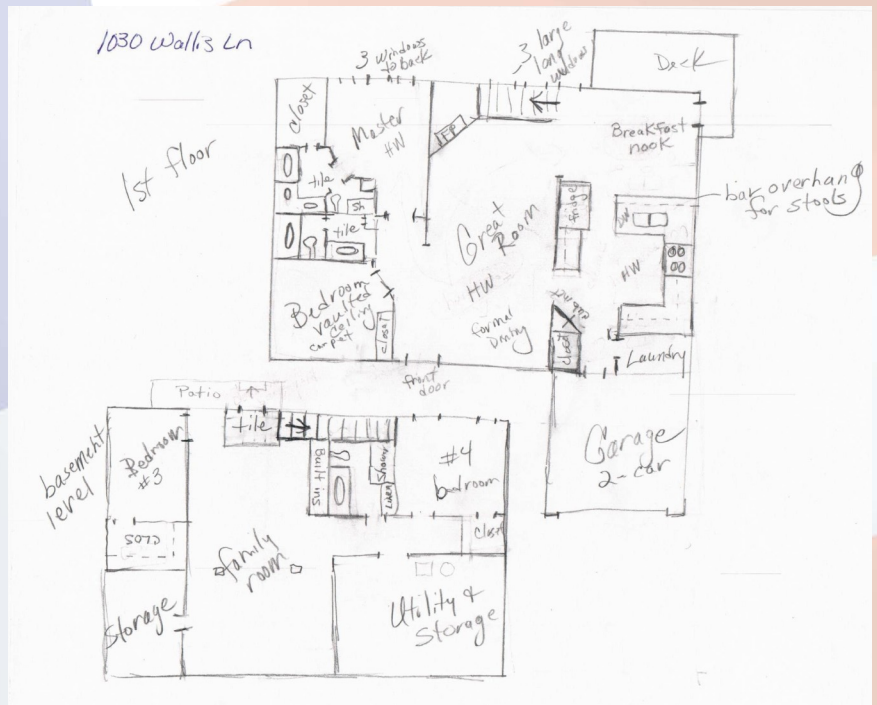 1030 Wallis Ln
1st floor
3 windows
to back
3 large
long
windows
Deck
closet
Master
HW
FP
Breakfast
nook
tile
sh
tile
Great
Room
HW
formal
Dining
fridge
DW
bar overhang
for stools
HW
Bedroom
vaulted
ceiling
carpet
closet
closet
Laundry
front
door
Garage
2-car
basement
level
Patio
tile
Bedroom
#3
CLOS
Storage
family
room
Built ins
Shower
Linen
#4
bedroom
Closet
Utility &
Storage